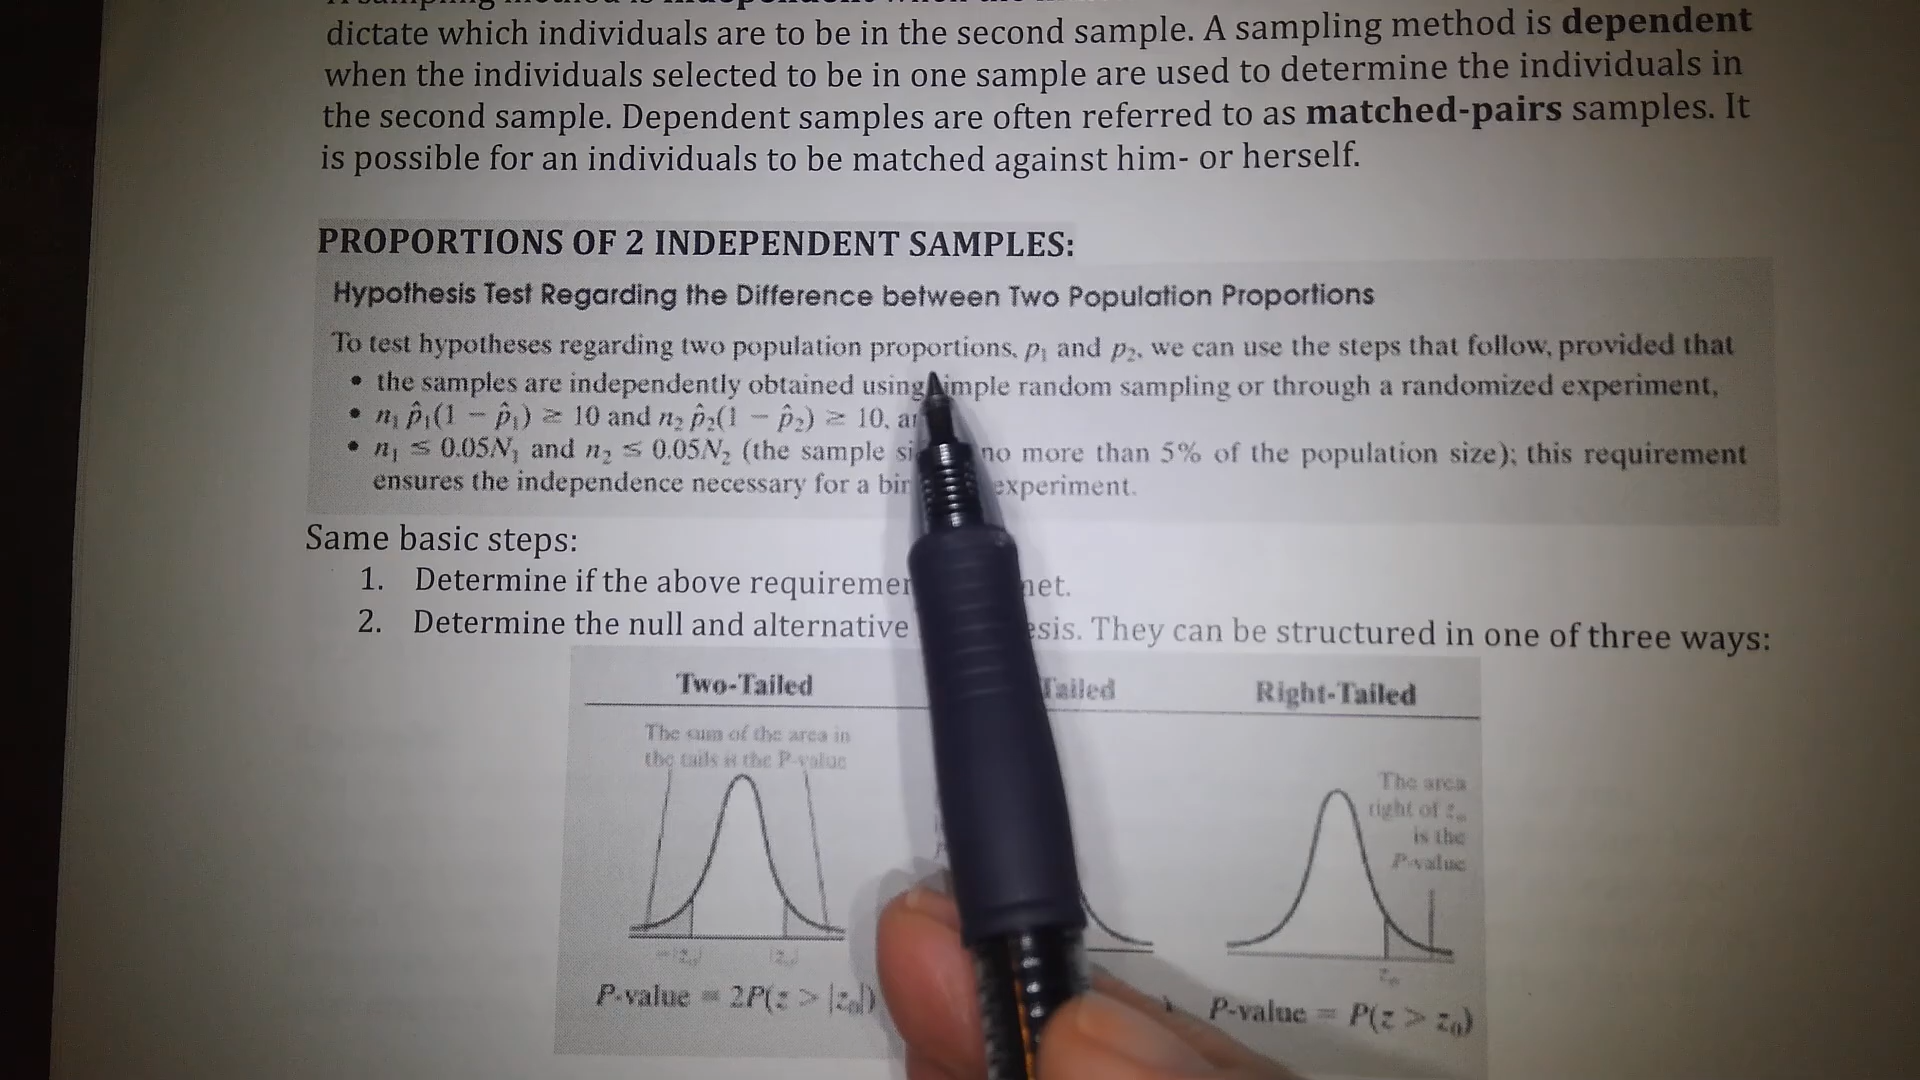 dictate which individuals are to be in the second sample. A sampling method is dependent
when the individuals selected to be in one sample are used to determine the individuals in
the second sample. Dependent samples are often referred to as matched-pairs samples. It
is possible for an individuals to be matched against him- or herself.
PROPORTIONS OF 2 INDEPENDENT SAMPLES:
Hypothesis Test Regarding the Difference between Two Population Proportions
To test hypotheses regarding two population proportions, p₁ and p₂, we can use the steps that follow, provided that
• the samples are independently obtained using simple random sampling or through a randomized experiment,
• n₁ p̂₁(1 − p̂₁) ≥ 10 and n₂ p̂₂(1 − p̂₂) ≥ 10,
• n₁ ≤ 0.05N₁ and n₂ ≤ 0.05N₂ (the sample no more than 5% of the population size); this requirement
ensures the independence necessary for a experiment.
Same basic steps:
1. Determine if the above met.
2. Determine the null and alternative They can be structured in one of three ways:
Two-Tailed Tailed Right-Tailed
The sum of the area in
the tails is the P-value
The area
right of z₀
is the
P-value
−|z₀| |z₀|
z₀
P-value = 2P(z > |z₀|) P-value = P(z > z₀)